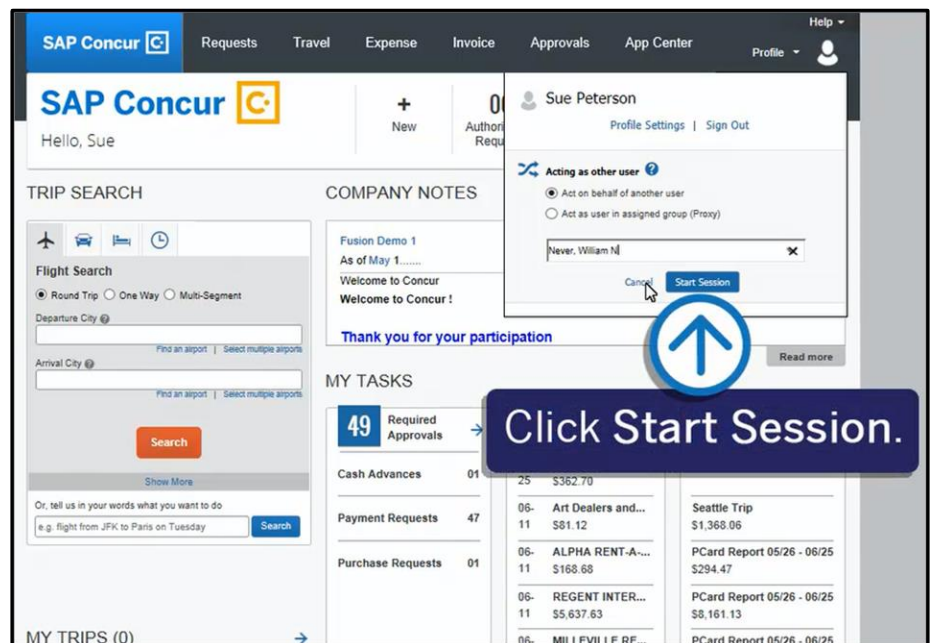 Help
SAP Concur C.
Requests Travel Expense Invoice Approvals App Center Profile
SAP Concur C.
Hello, Sue
+
New
Sue Peterson
Profile Settings | Sign Out
Acting as other user ?
Act on behalf of another user
Act as user in assigned group (Proxy)
Never, William N
Cancel Start Session
TRIP SEARCH
Flight Search
Round Trip One Way Multi-Segment
Departure City ?
Find an airport | Select multiple airports
Arrival City ?
Find an airport | Select multiple airports
Search
Show More
Or, tell us in your words what you want to do
e.g. flight from JFK to Paris on Tuesday Search
MY TRIPS (0)
COMPANY NOTES
Fusion Demo 1
As of May 1.......
Welcome to Concur
Welcome to Concur !
Thank you for your participation
Read more
Click Start Session.
MY TASKS
49 Required
Approvals
Cash Advances 01
Payment Requests 47
Purchase Requests 01
25 $362.70
06- Art Dealers and...
11 $81.12
06- ALPHA RENT-A-...
11 $168.68
06- REGENT INTER...
11 $5,637.63
06- MILLEVILLE RE...
Seattle Trip
$1,368.06
PCard Report 05/26 - 06/25
$294.47
PCard Report 05/26 - 06/25
$8,161.13
PCard Report 05/26 - 06/25